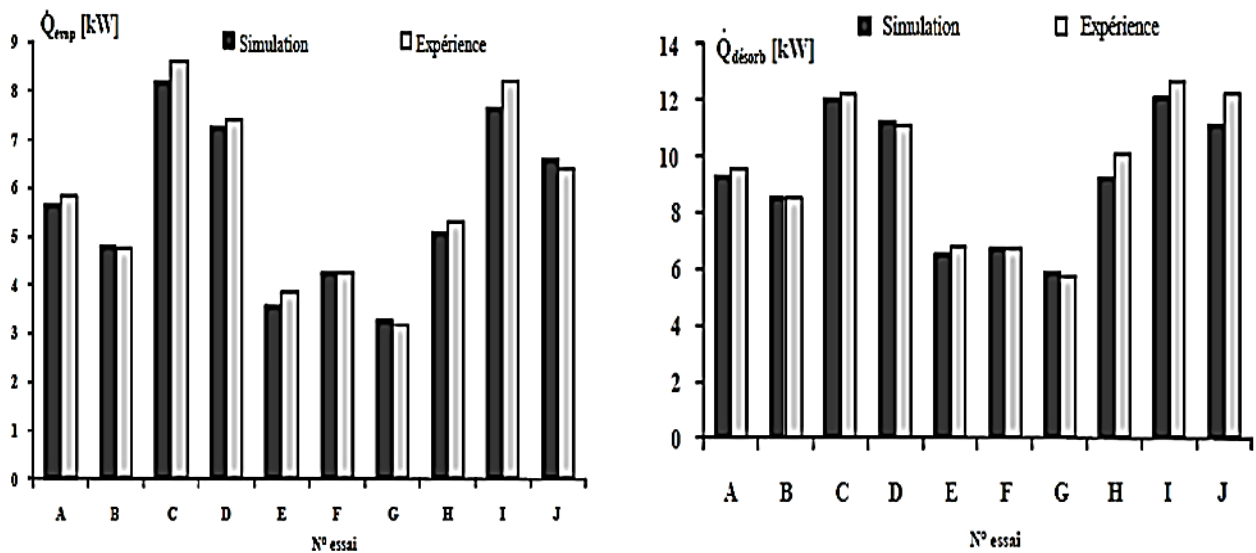 Q̇évap [kW]
Simulation Expérience
9
8
7
6
5
4
3
2
1
0
A B C D E F G H I J
N° essai
Simulation Expérience
Q̇désorb [kW]
14
12
10
8
6
4
2
0
A B C D E F G H I J
N° essai